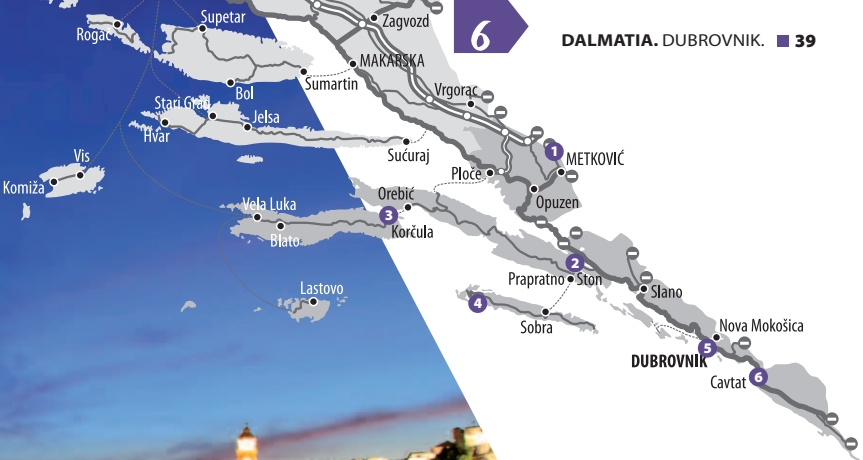 6
DALMATIA. DUBROVNIK. 39
Supetar
Zagvozd
Rogač
MAKARSKA
Sumartin
Bol
Vrgorac
Stari Grad
Jelsa
Hvar
1
METKOVIĆ
Sućuraj
Vis
Ploče
Komiža
Orebić
Opuzen
Vela Luka
3
Korčula
Blato
2
Prapratno
Ston
Lastovo
Slano
4
Sobra
Nova Mokošica
5
DUBROVNIK
Cavtat
6